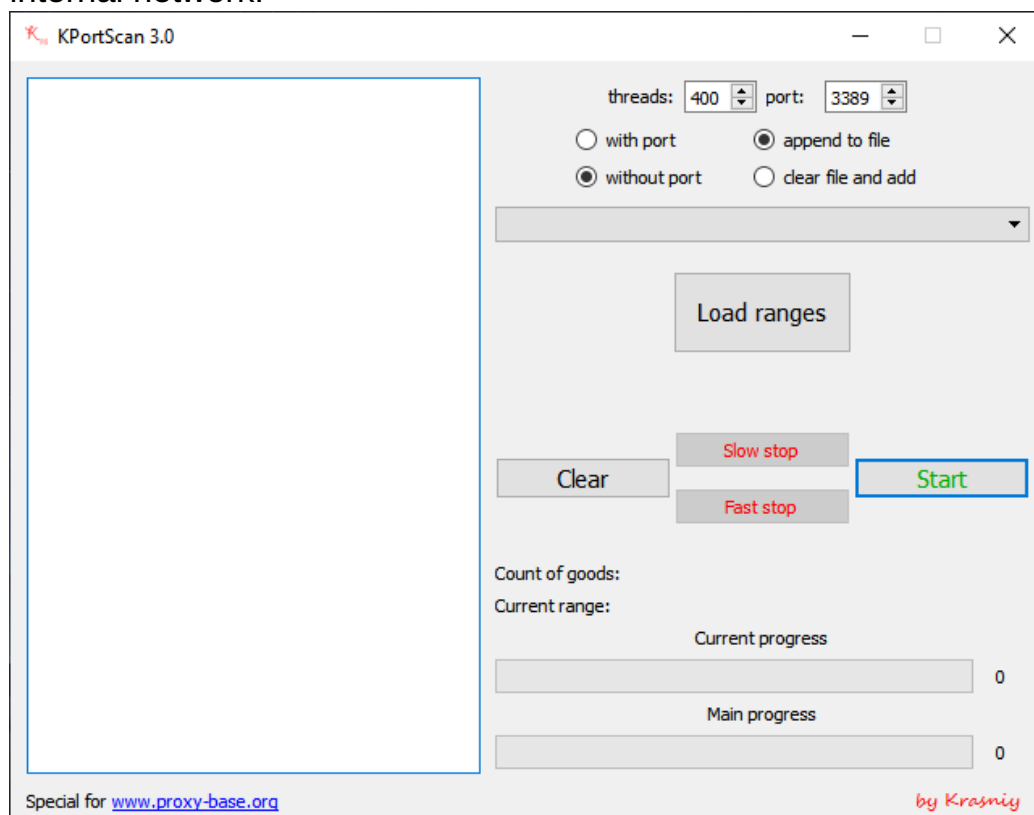 internal network.
KPortScan 3.0
threads: 400 port: 3389
with port append to file
without port clear file and add
Load ranges
Slow stop
Clear Start
Fast stop
Count of goods:
Current range:
Current progress
0
Main progress
0
Special for www.proxy-base.org by Krasniy